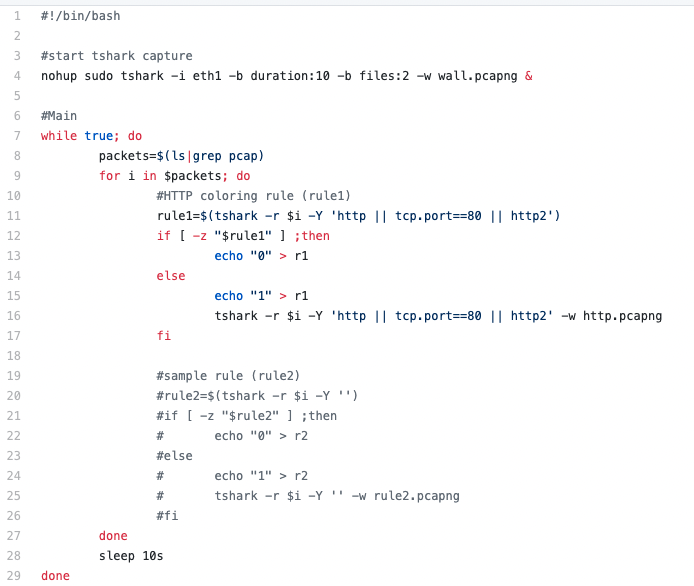 1 #!/bin/bash
2
3 #start tshark capture
4 nohup sudo tshark -i eth1 -b duration:10 -b files:2 -w wall.pcapng &
5
6 #Main
7 while true; do
8         packets=$(ls|grep pcap)
9         for i in $packets; do
10                 #HTTP coloring rule (rule1)
11                 rule1=$(tshark -r $i -Y 'http || tcp.port==80 || http2')
12                 if [ -z "$rule1" ] ;then
13                         echo "0" > r1
14                 else
15                         echo "1" > r1
16                         tshark -r $i -Y 'http || tcp.port==80 || http2' -w http.pcapng
17                 fi
18
19                 #sample rule (rule2)
20                 #rule2=$(tshark -r $i -Y '')
21                 #if [ -z "$rule2" ] ;then
22                 #       echo "0" > r2
23                 #else
24                 #       echo "1" > r2
25                 #       tshark -r $i -Y '' -w rule2.pcapng
26                 #fi
27         done
28         sleep 10s
29 done